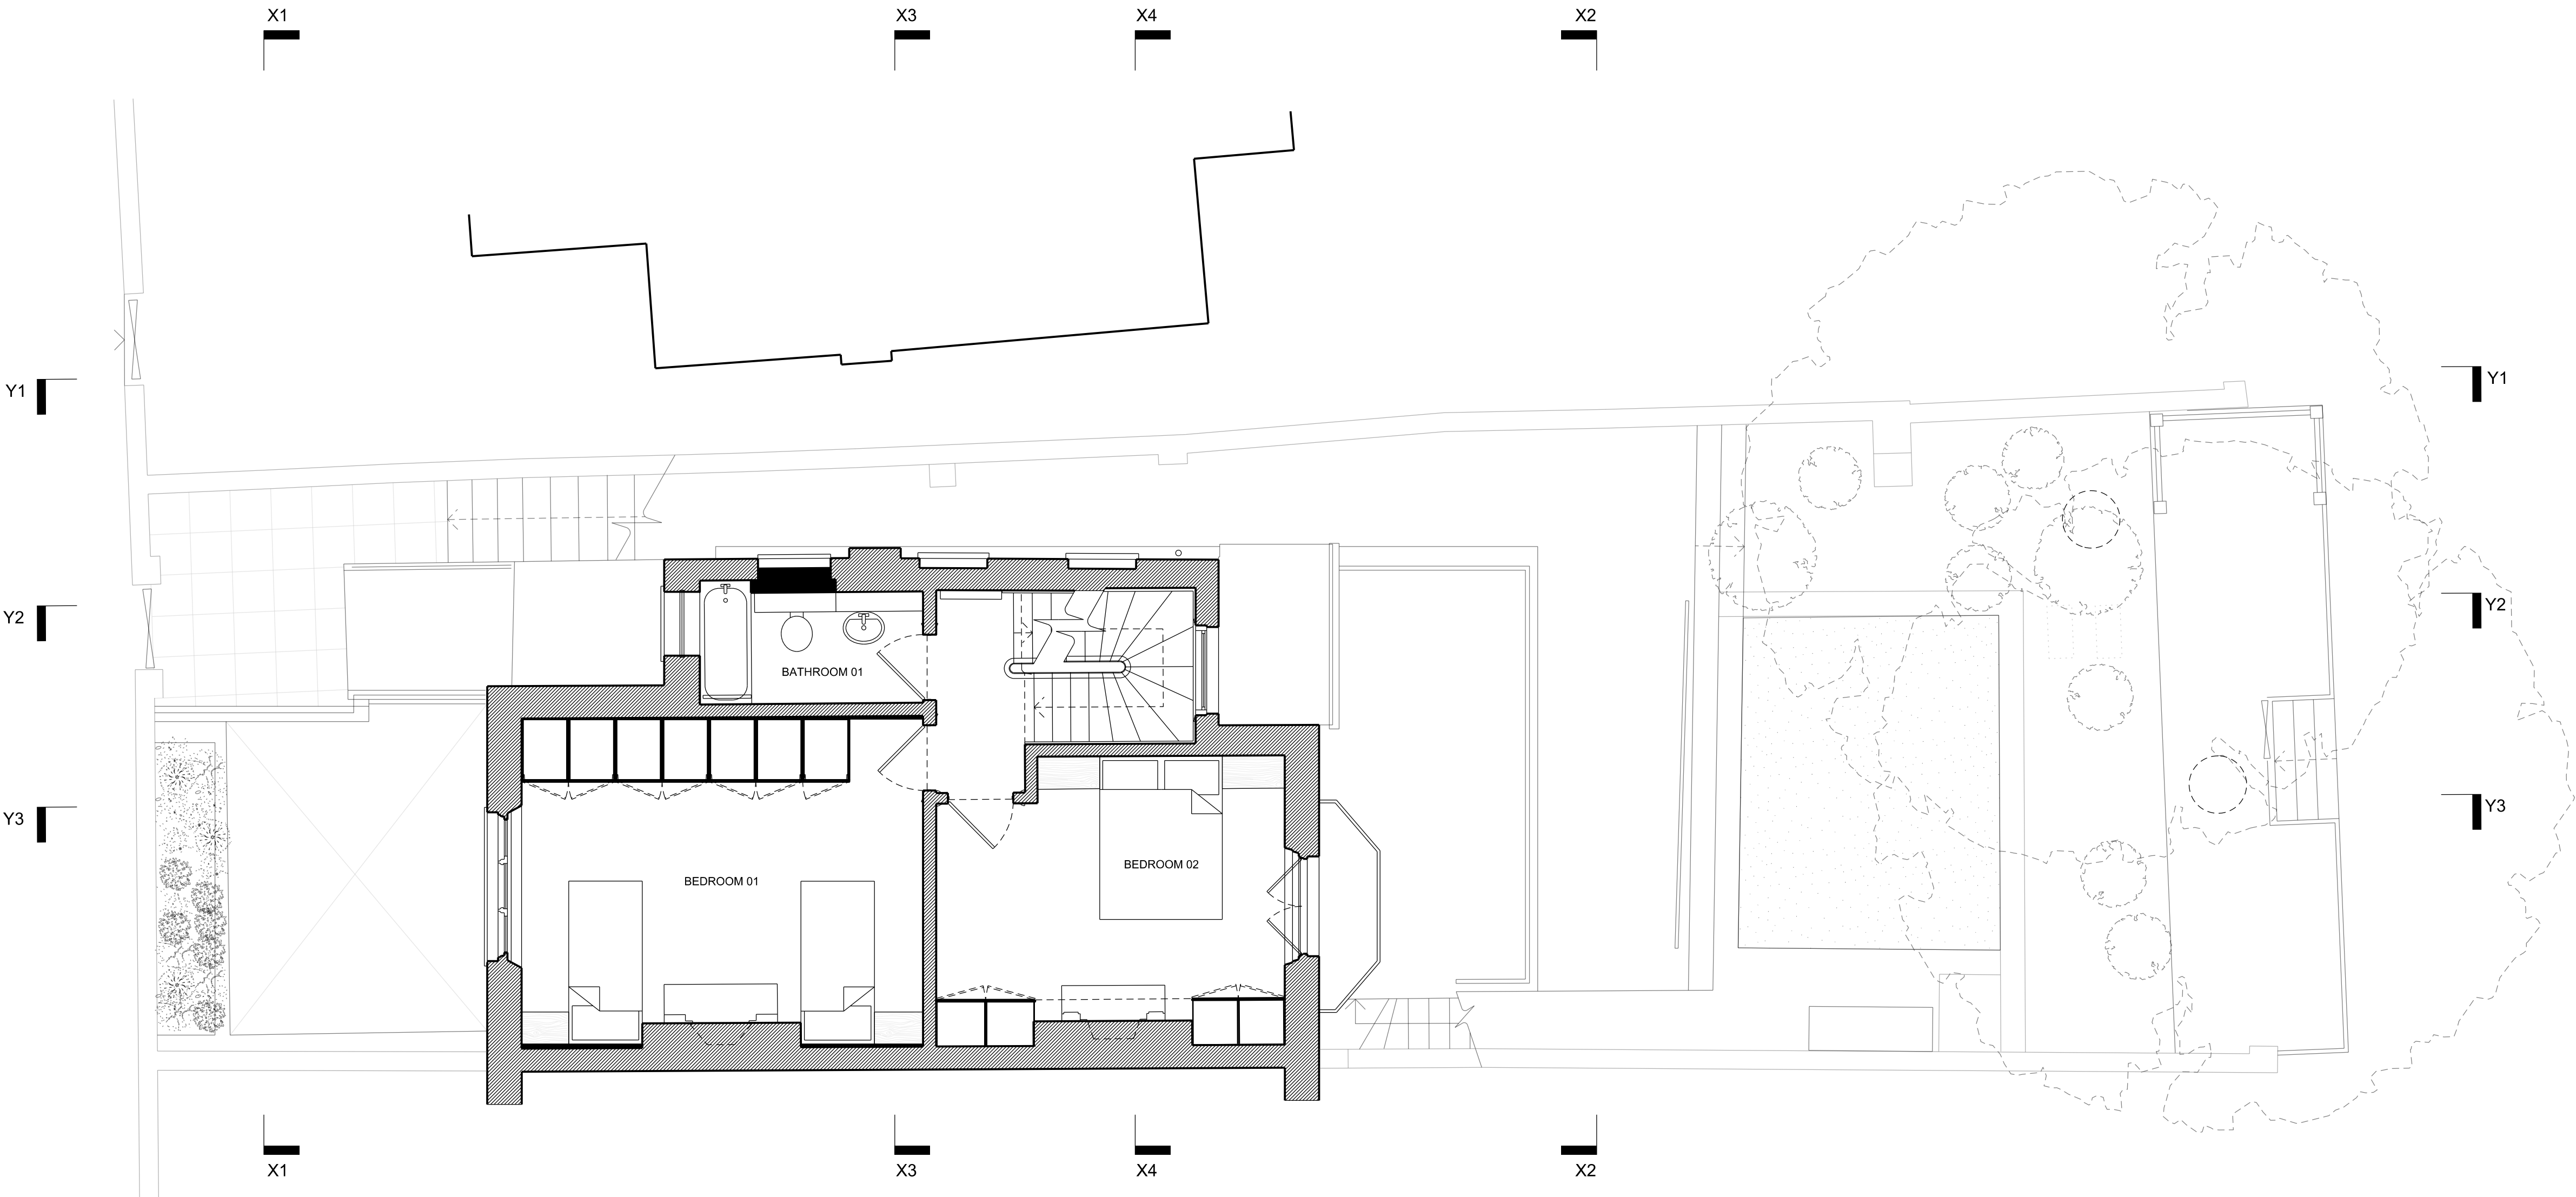 X1
X3
X4
X2
Y1
Y1
Y2
Y2
BATHROOM 01
Y3
Y3
BEDROOM 02
BEDROOM 01
X1
X3
X4
X2